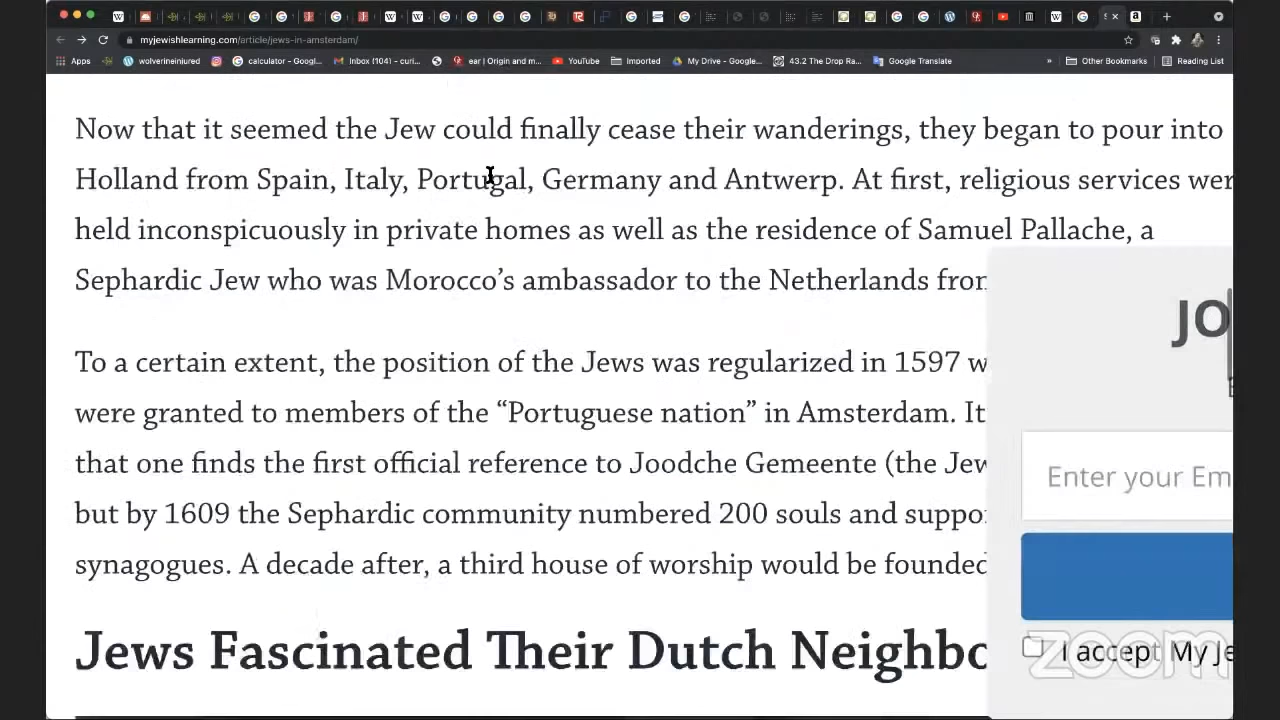 myjewishlearning.com/article/jews-in-amsterdam/
Apps wolverineiniured calculator - Googl... Inbox (104) - curi... ear | Origin and m... YouTube Imported My Drive - Google... 43.2 The Drop Ra... Google Translate » Other Bookmarks Reading List
Now that it seemed the Jew could finally cease their wanderings, they began to pour into
Holland from Spain, Italy, Portugal, Germany and Antwerp. At first, religious services wer
held inconspicuously in private homes as well as the residence of Samuel Pallache, a
Sephardic Jew who was Morocco’s ambassador to the Netherlands from
To a certain extent, the position of the Jews was regularized in 1597 w
were granted to members of the “Portuguese nation” in Amsterdam. It
that one finds the first official reference to Joodche Gemeente (the Jew
but by 1609 the Sephardic community numbered 200 souls and suppor
synagogues. A decade after, a third house of worship would be founded
Jews Fascinated Their Dutch Neighbo
JO
Enter your Em
I accept My Je
zoom